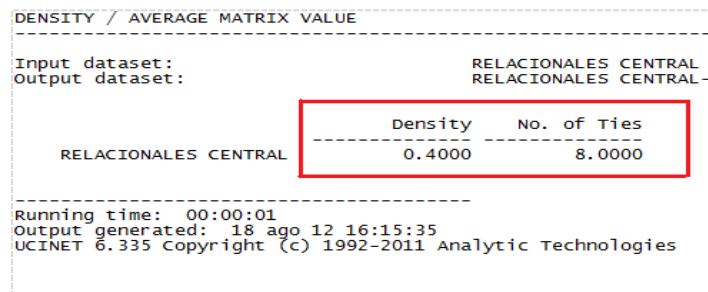 DENSITY / AVERAGE MATRIX VALUE
--------------------------------------------------------------------------------
Input dataset: RELACIONALES CENTRAL
Output dataset: RELACIONALES CENTRAL-
Density No. of Ties
-------------- --------------
RELACIONALES CENTRAL 0.4000 8.0000
----------------------------------------
Running time: 00:00:01
Output generated: 18 ago 12 16:15:35
UCINET 6.335 Copyright (c) 1992-2011 Analytic Technologies